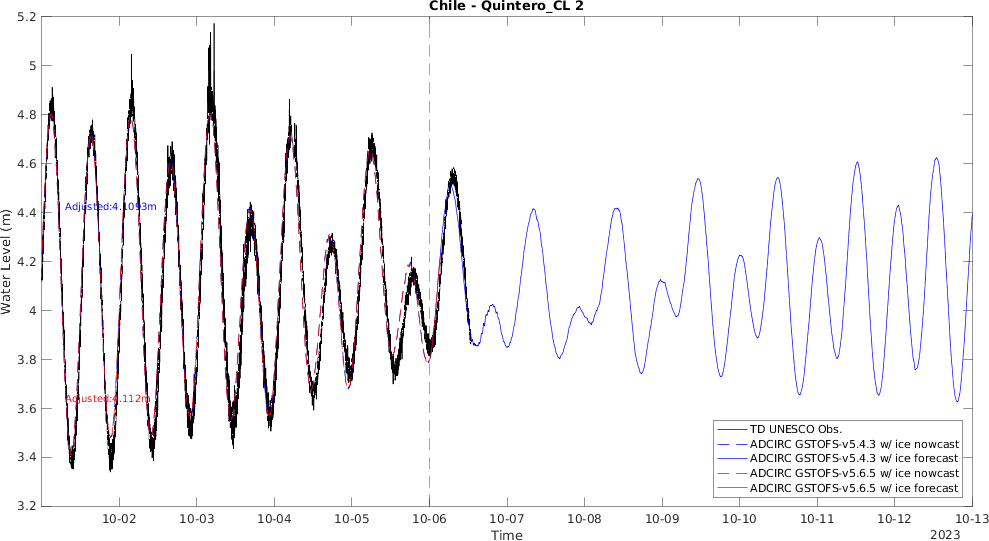 Chile - Quintero_CL 2
5.2
5
4.8
4.6
4.4
4.2
4
3.8
3.6
3.4
3.2
Water Level (m)
Adjusted:4.1093m
Adjusted:4.112m
TD UNESCO Obs.
ADCIRC GSTOFS-v5.4.3 w/ ice nowcast
ADCIRC GSTOFS-v5.4.3 w/ ice forecast
ADCIRC GSTOFS-v5.6.5 w/ ice nowcast
ADCIRC GSTOFS-v5.6.5 w/ ice forecast
10-02 10-03 10-04 10-05 10-06 10-07 10-08 10-09 10-10 10-11 10-12 10-13
Time
2023